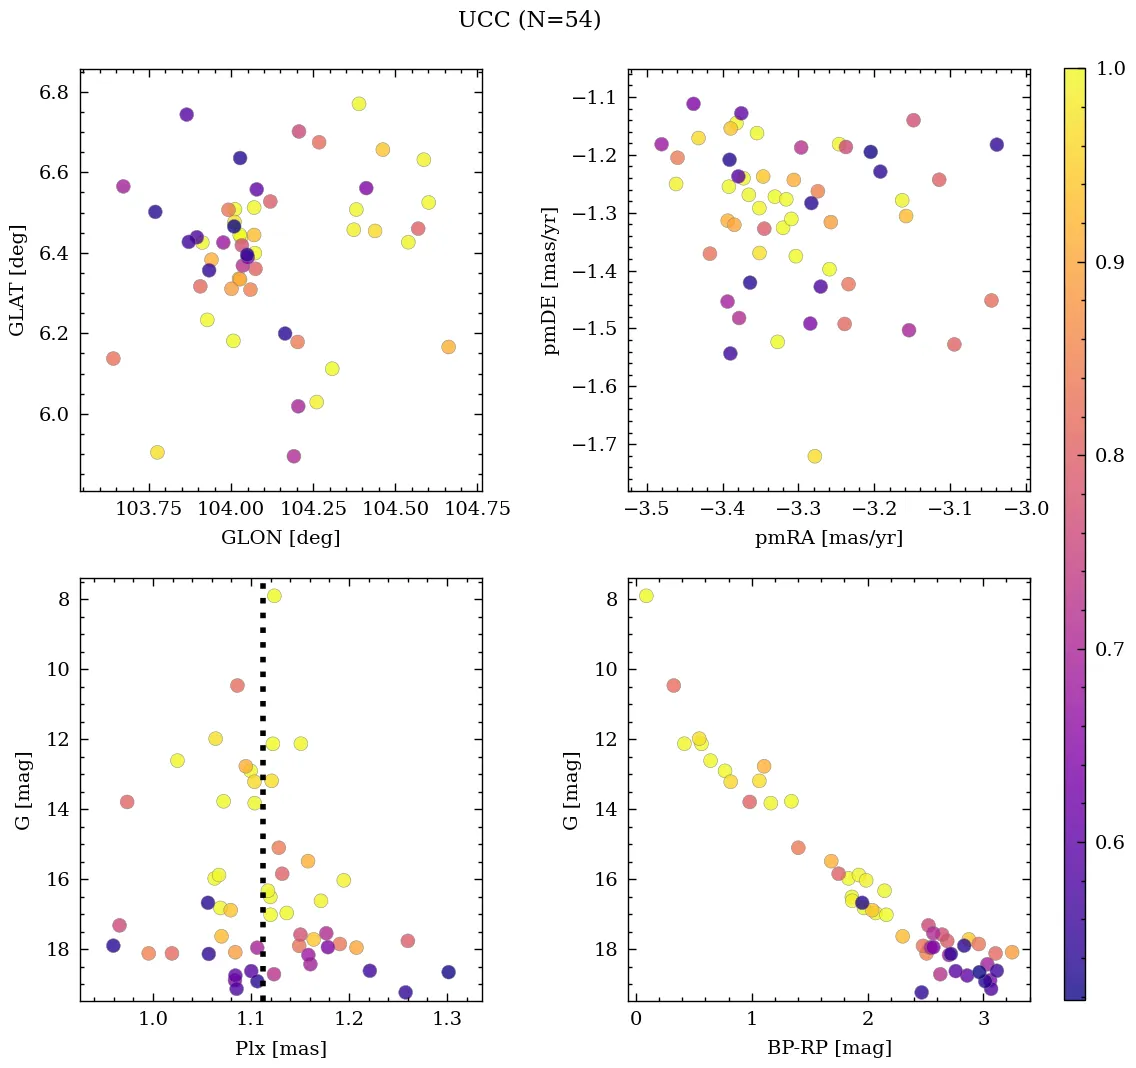 UCC (N=54)
6.8
6.6
6.4
6.2
6.0
GLAT [deg]
103.75 104.00 104.25 104.50 104.75
GLON [deg]
−1.1
−1.2
−1.3
−1.4
−1.5
−1.6
−1.7
pmDE [mas/yr]
−3.5 −3.4 −3.3 −3.2 −3.1 −3.0
pmRA [mas/yr]
1.0
0.9
0.8
0.7
0.6
8
10
12
14
16
18
G [mag]
1.0 1.1 1.2 1.3
Plx [mas]
8
10
12
14
16
18
G [mag]
0 1 2 3
BP-RP [mag]